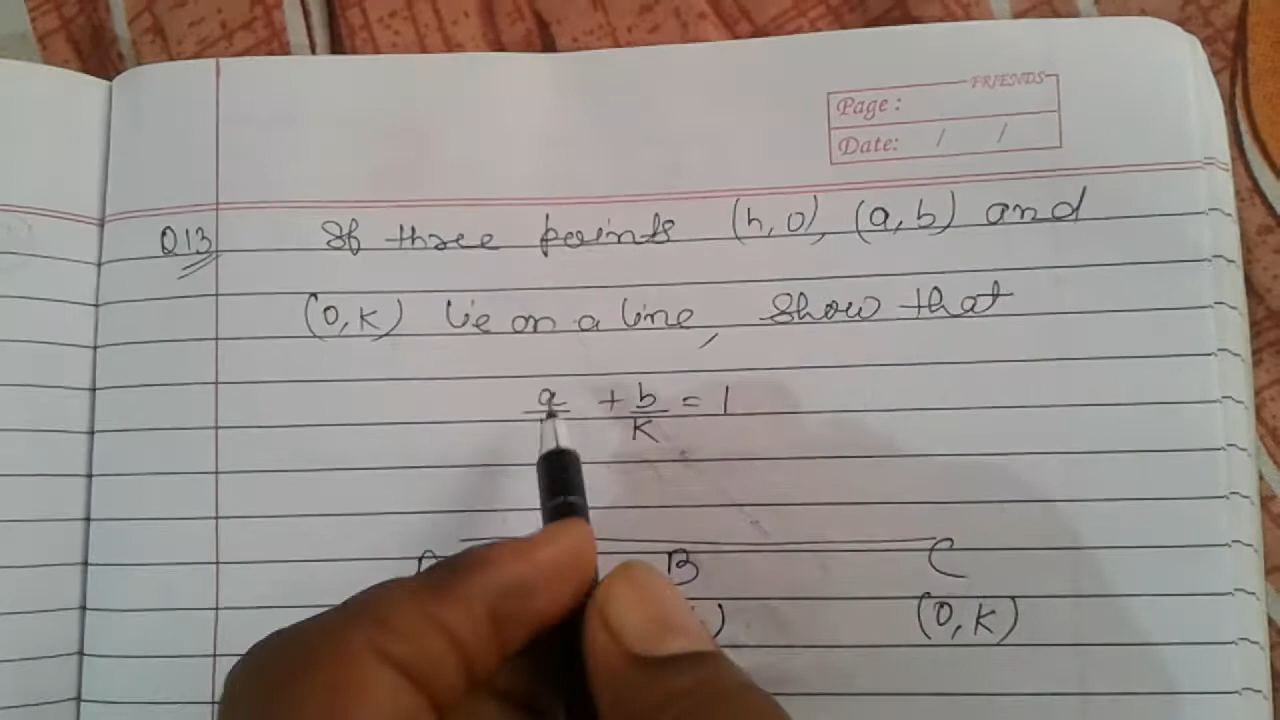 FRIENDS
Page :
Date: / /
Q13 If three points (h,0), (a,b) and
(0,K) lie on a line, Show that
a + b/K = 1
B C
) (0,K)